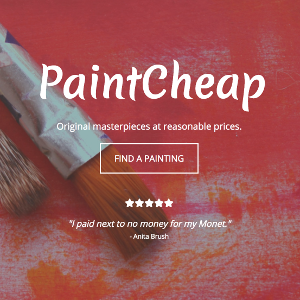 PaintCheap
Original masterpieces at reasonable prices.
FIND A PAINTING
"I paid next to no money for my Monet."
- Anita Brush